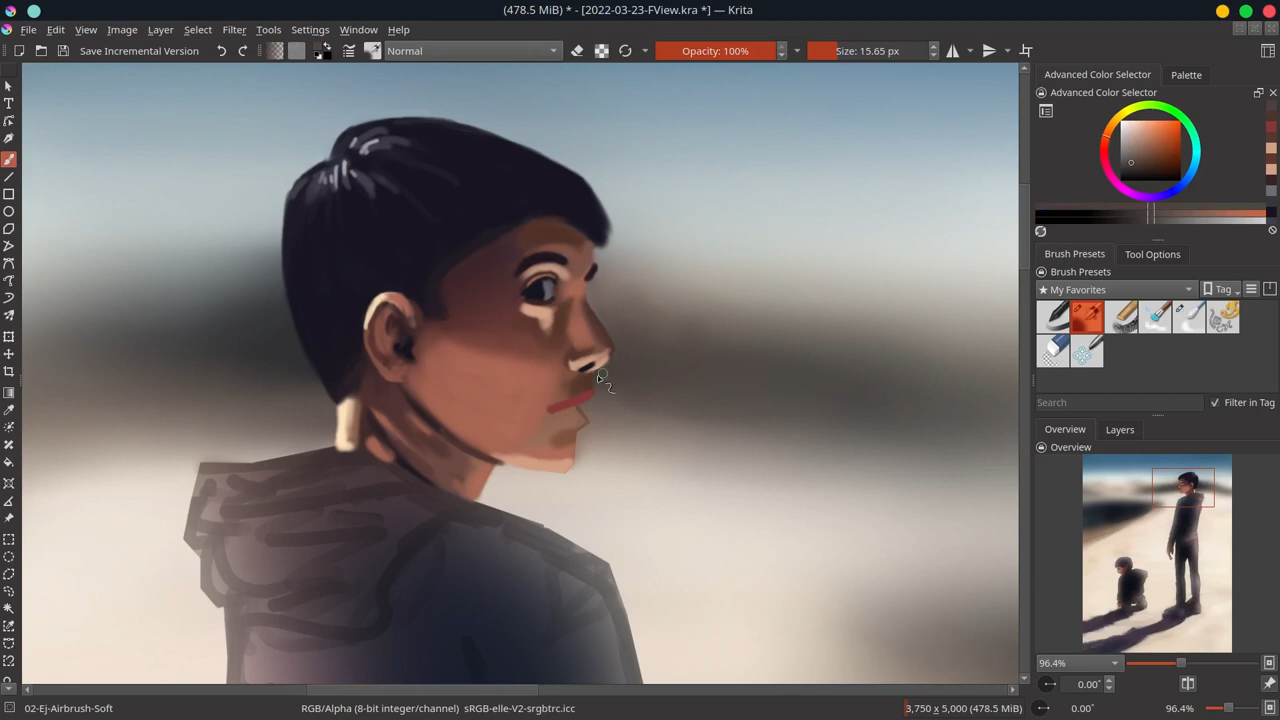 (478.5 MiB) * - [2022-03-23-FView.kra *] — Krita
File Edit View Image Layer Select Filter Tools Settings Window Help
Save Incremental Version Normal Opacity: 100% Size: 15.65 px
Advanced Color Selector Palette
Advanced Color Selector
Brush Presets Tool Options
Brush Presets
★ My Favorites Tag
Search Filter in Tag
Overview Layers
Overview
96.4%
0.00°
02-Ej-Airbrush-Soft RGB/Alpha (8-bit integer/channel) sRGB-elle-V2-srgbtrc.icc 3,750 x 5,000 (478.5 MiB) 0.00° 96.4%